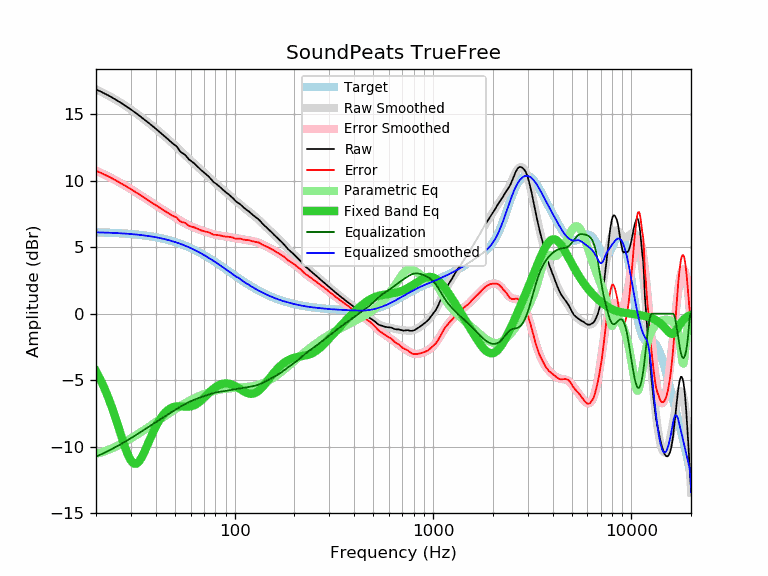 SoundPeats TrueFree
Target
Raw Smoothed
Error Smoothed
Raw
Error
Parametric Eq
Fixed Band Eq
Equalization
Equalized smoothed
Amplitude (dBr)
15
10
5
0
−5
−10
−15
100
1000
10000
Frequency (Hz)